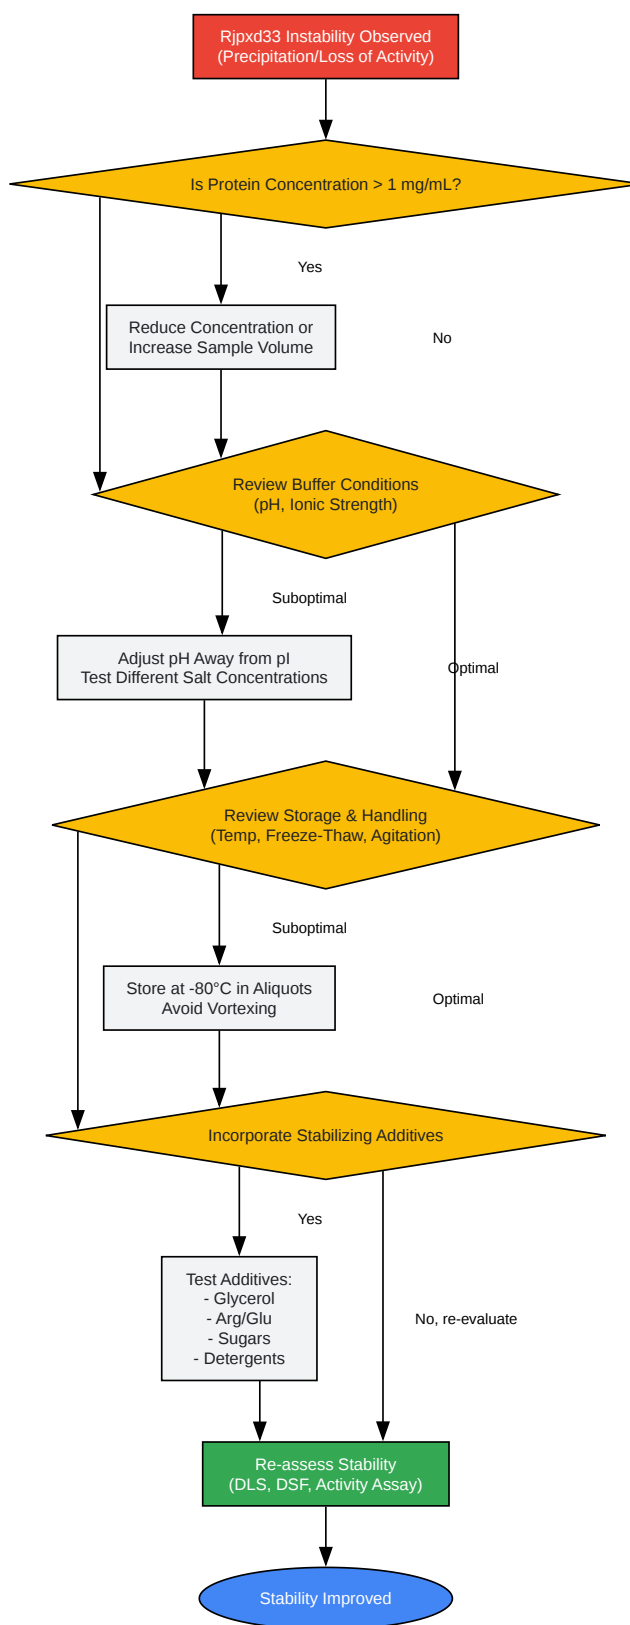 Rjpxd33 Instability Observed
(Precipitation/Loss of Activity)
Is Protein Concentration > 1 mg/mL?
Yes
Reduce Concentration or
Increase Sample Volume
No
Review Buffer Conditions
(pH, Ionic Strength)
Suboptimal
Adjust pH Away from pI
Test Different Salt Concentrations
Optimal
Review Storage & Handling
(Temp, Freeze-Thaw, Agitation)
Suboptimal
Store at -80°C in Aliquots
Avoid Vortexing
Optimal
Incorporate Stabilizing Additives
Yes
Test Additives:
- Glycerol
- Arg/Glu
- Sugars
- Detergents
No, re-evaluate
Re-assess Stability
(DLS, DSF, Activity Assay)
Stability Improved